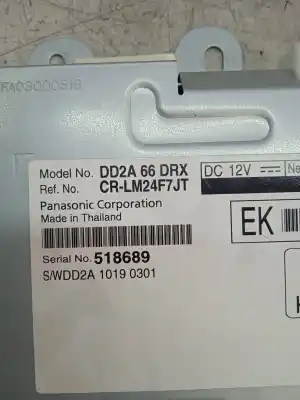 FA03000516
Model No. DD2A 66 DRX
Ref. No. CR-LM24F7JT
DC 12V
Panasonic Corporation
Made in Thailand
EK
Serial No. 518689
S/WDD2A 1019 0301